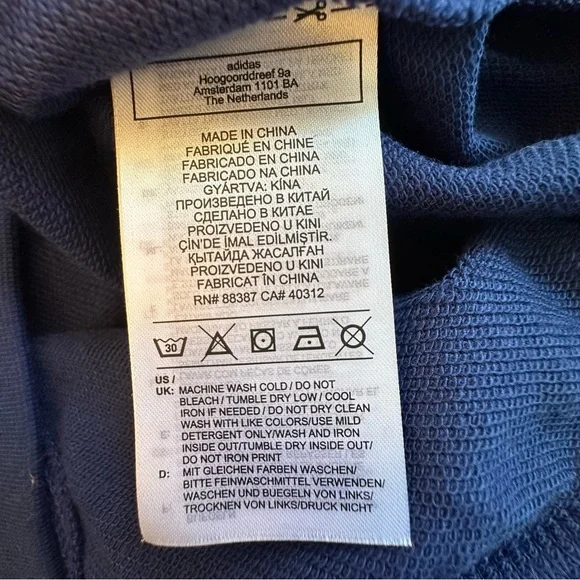 adidas
Hoogoorddreef 9a
Amsterdam 1101 BA
The Netherlands
MADE IN CHINA
FABRIQUÉ EN CHINE
FABRICADO EN CHINA
FABRICADO NA CHINA
GYÁRTVA: KÍNA
ПРОИЗВЕДЕНО В КИТАЙ
СДЕЛАНО В КИТАЕ
PROIZVEDENO U KINI
ÇİN'DE İMAL EDİLMİŞTİR.
ҚЫТАЙДА ЖАСАЛҒАН
PROIZVEDENO U KINI
FABRICAT ÎN CHINA
RN# 88387 CA# 40312
30
US /
UK: MACHINE WASH COLD / DO NOT
BLEACH / TUMBLE DRY LOW / COOL
IRON IF NEEDED / DO NOT DRY CLEAN
WASH WITH LIKE COLORS/USE MILD
DETERGENT ONLY/WASH AND IRON
INSIDE OUT/TUMBLE DRY INSIDE OUT/
DO NOT IRON PRINT
D: MIT GLEICHEN FARBEN WASCHEN/
BITTE FEINWASCHMITTEL VERWENDEN/
WASCHEN UND BUEGELN VON LINKS/
TROCKNEN VON LINKS/DRUCK NICHT